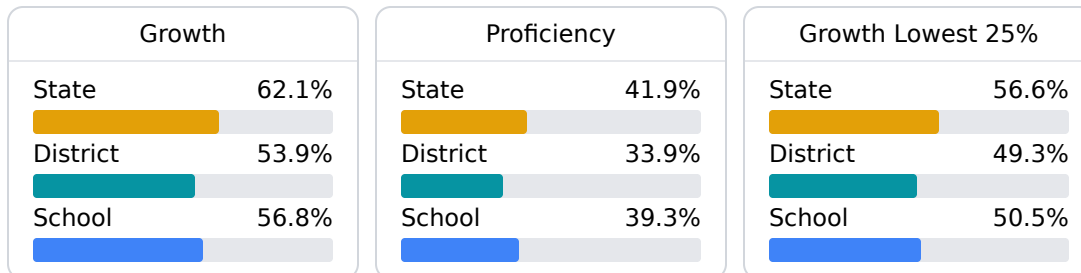 Growth
State 62.1%
District 53.9%
School 56.8%
Proficiency
State 41.9%
District 33.9%
School 39.3%
Growth Lowest 25%
State 56.6%
District 49.3%
School 50.5%